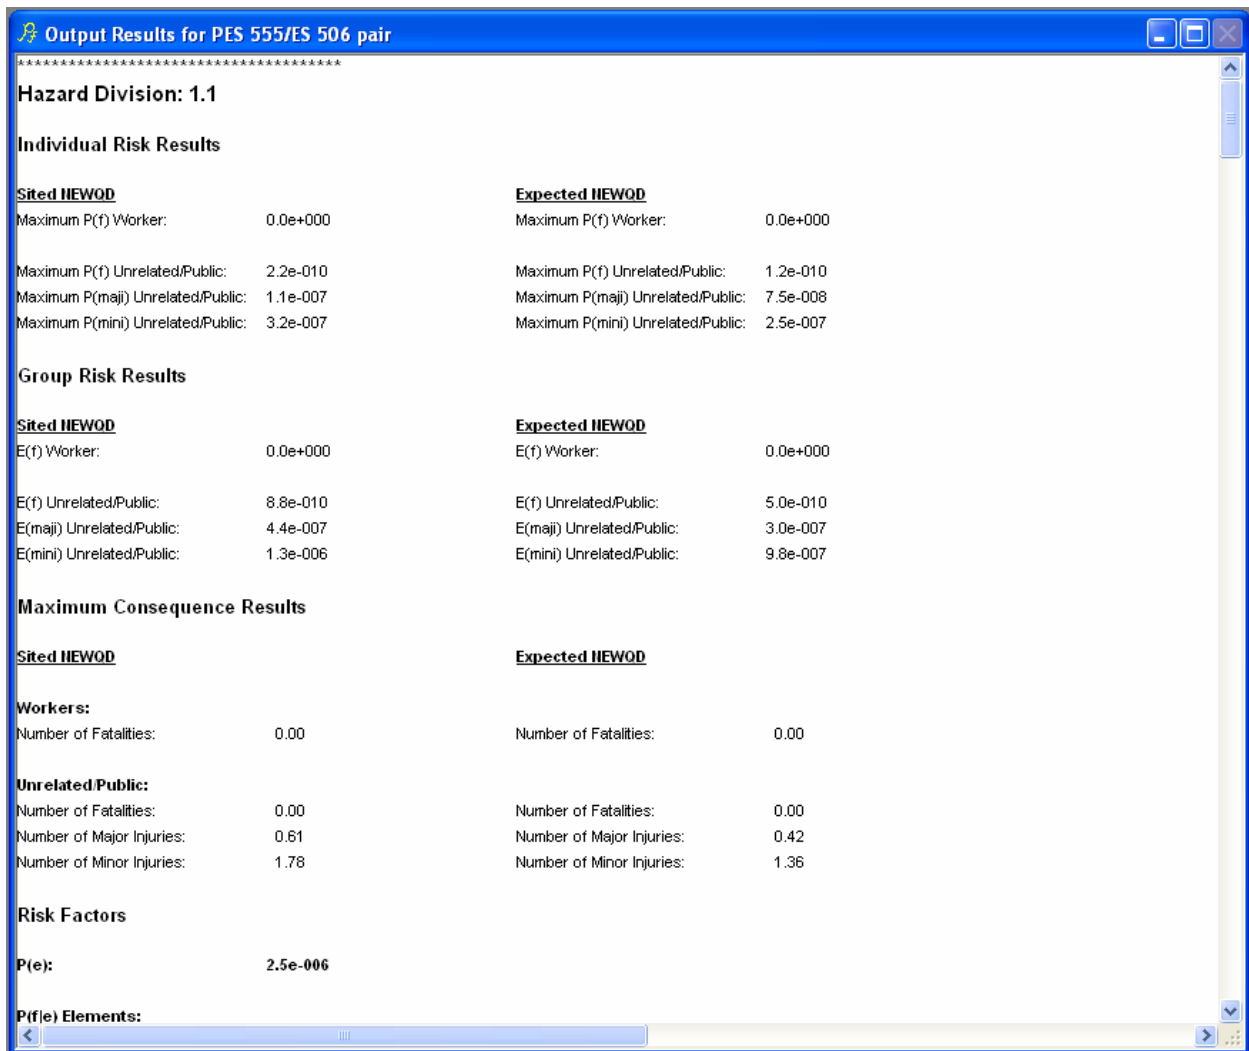 Output Results for PES 555/ES 506 pair
**************************************
Hazard Division: 1.1
Individual Risk Results
Sited NEWQD Expected NEWQD
Maximum P(f) Worker: 0.0e+000 Maximum P(f) Worker: 0.0e+000
Maximum P(f) Unrelated/Public: 2.2e-010 Maximum P(f) Unrelated/Public: 1.2e-010
Maximum P(maji) Unrelated/Public: 1.1e-007 Maximum P(maji) Unrelated/Public: 7.5e-008
Maximum P(mini) Unrelated/Public: 3.2e-007 Maximum P(mini) Unrelated/Public: 2.5e-007
Group Risk Results
Sited NEWQD Expected NEWQD
E(f) Worker: 0.0e+000 E(f) Worker: 0.0e+000
E(f) Unrelated/Public: 8.8e-010 E(f) Unrelated/Public: 5.0e-010
E(maji) Unrelated/Public: 4.4e-007 E(maji) Unrelated/Public: 3.0e-007
E(mini) Unrelated/Public: 1.3e-006 E(mini) Unrelated/Public: 9.8e-007
Maximum Consequence Results
Sited NEWQD Expected NEWQD
Workers:
Number of Fatalities: 0.00 Number of Fatalities: 0.00
Unrelated/Public:
Number of Fatalities: 0.00 Number of Fatalities: 0.00
Number of Major Injuries: 0.61 Number of Major Injuries: 0.42
Number of Minor Injuries: 1.78 Number of Minor Injuries: 1.36
Risk Factors
P(e): 2.5e-006
P(f|e) Elements: